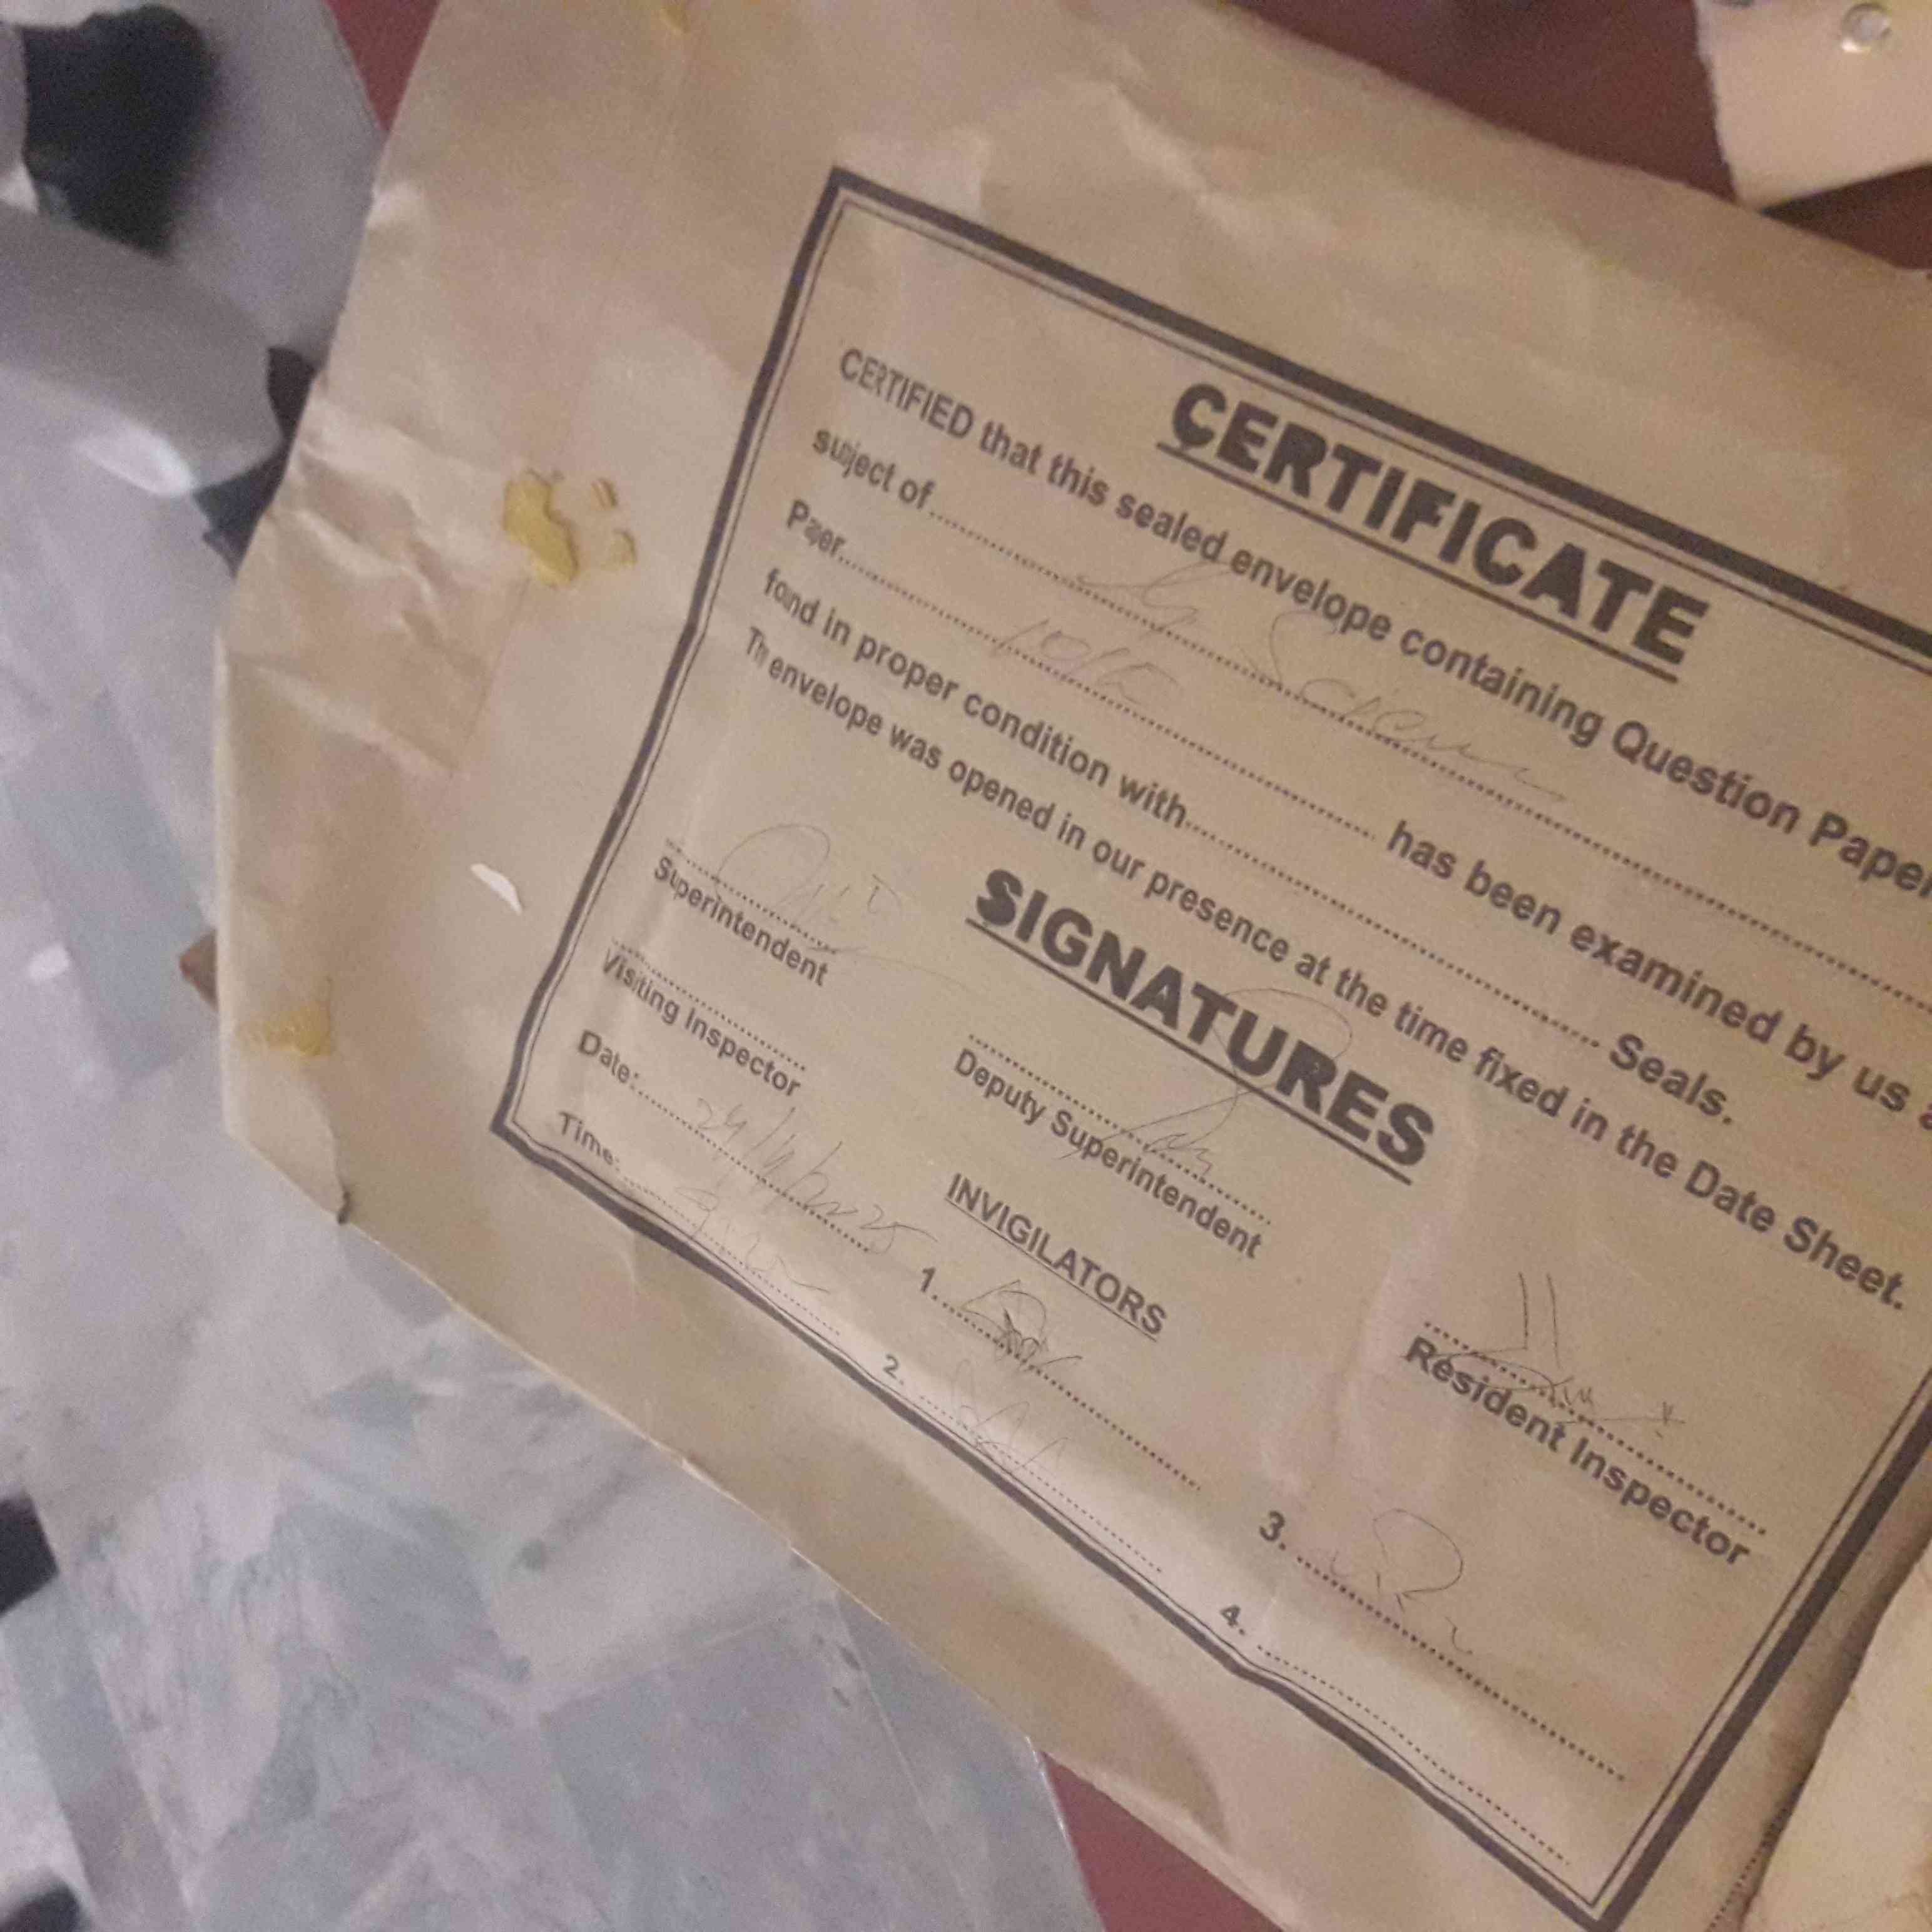 CERTIFICATE
CERTIFIED that this sealed envelope containing Question Paper
subject of.......... Science
Paper..........has been examined by us
found in proper condition with..........Seals.
The envelope was opened in our presence at the time fixed in the Date Sheet.
SIGNATURES
Superintendent
Deputy Superintendent
Resident Inspector
Visiting Inspector
INVIGILATORS
Date:..........
Time:..........
1...........
2...........
3...........
4...........